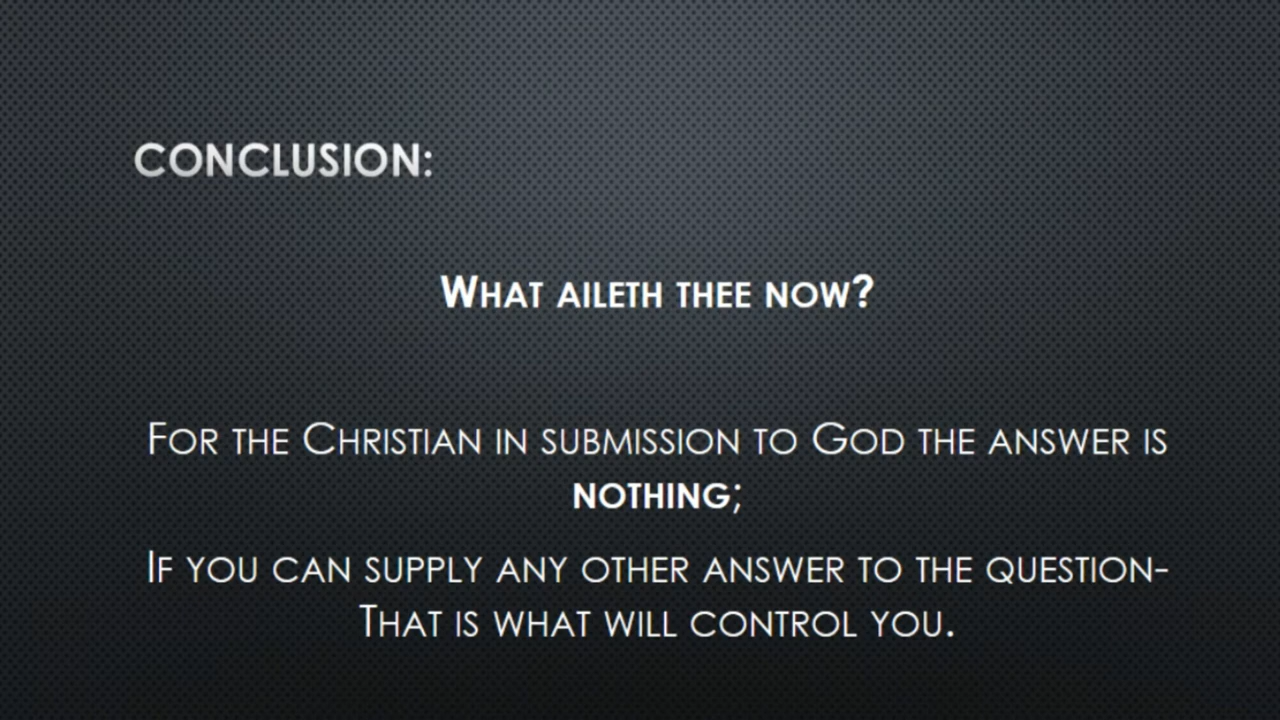 CONCLUSION:
WHAT AILETH THEE NOW?
FOR THE CHRISTIAN IN SUBMISSION TO GOD THE ANSWER IS
NOTHING;
IF YOU CAN SUPPLY ANY OTHER ANSWER TO THE QUESTION-
THAT IS WHAT WILL CONTROL YOU.